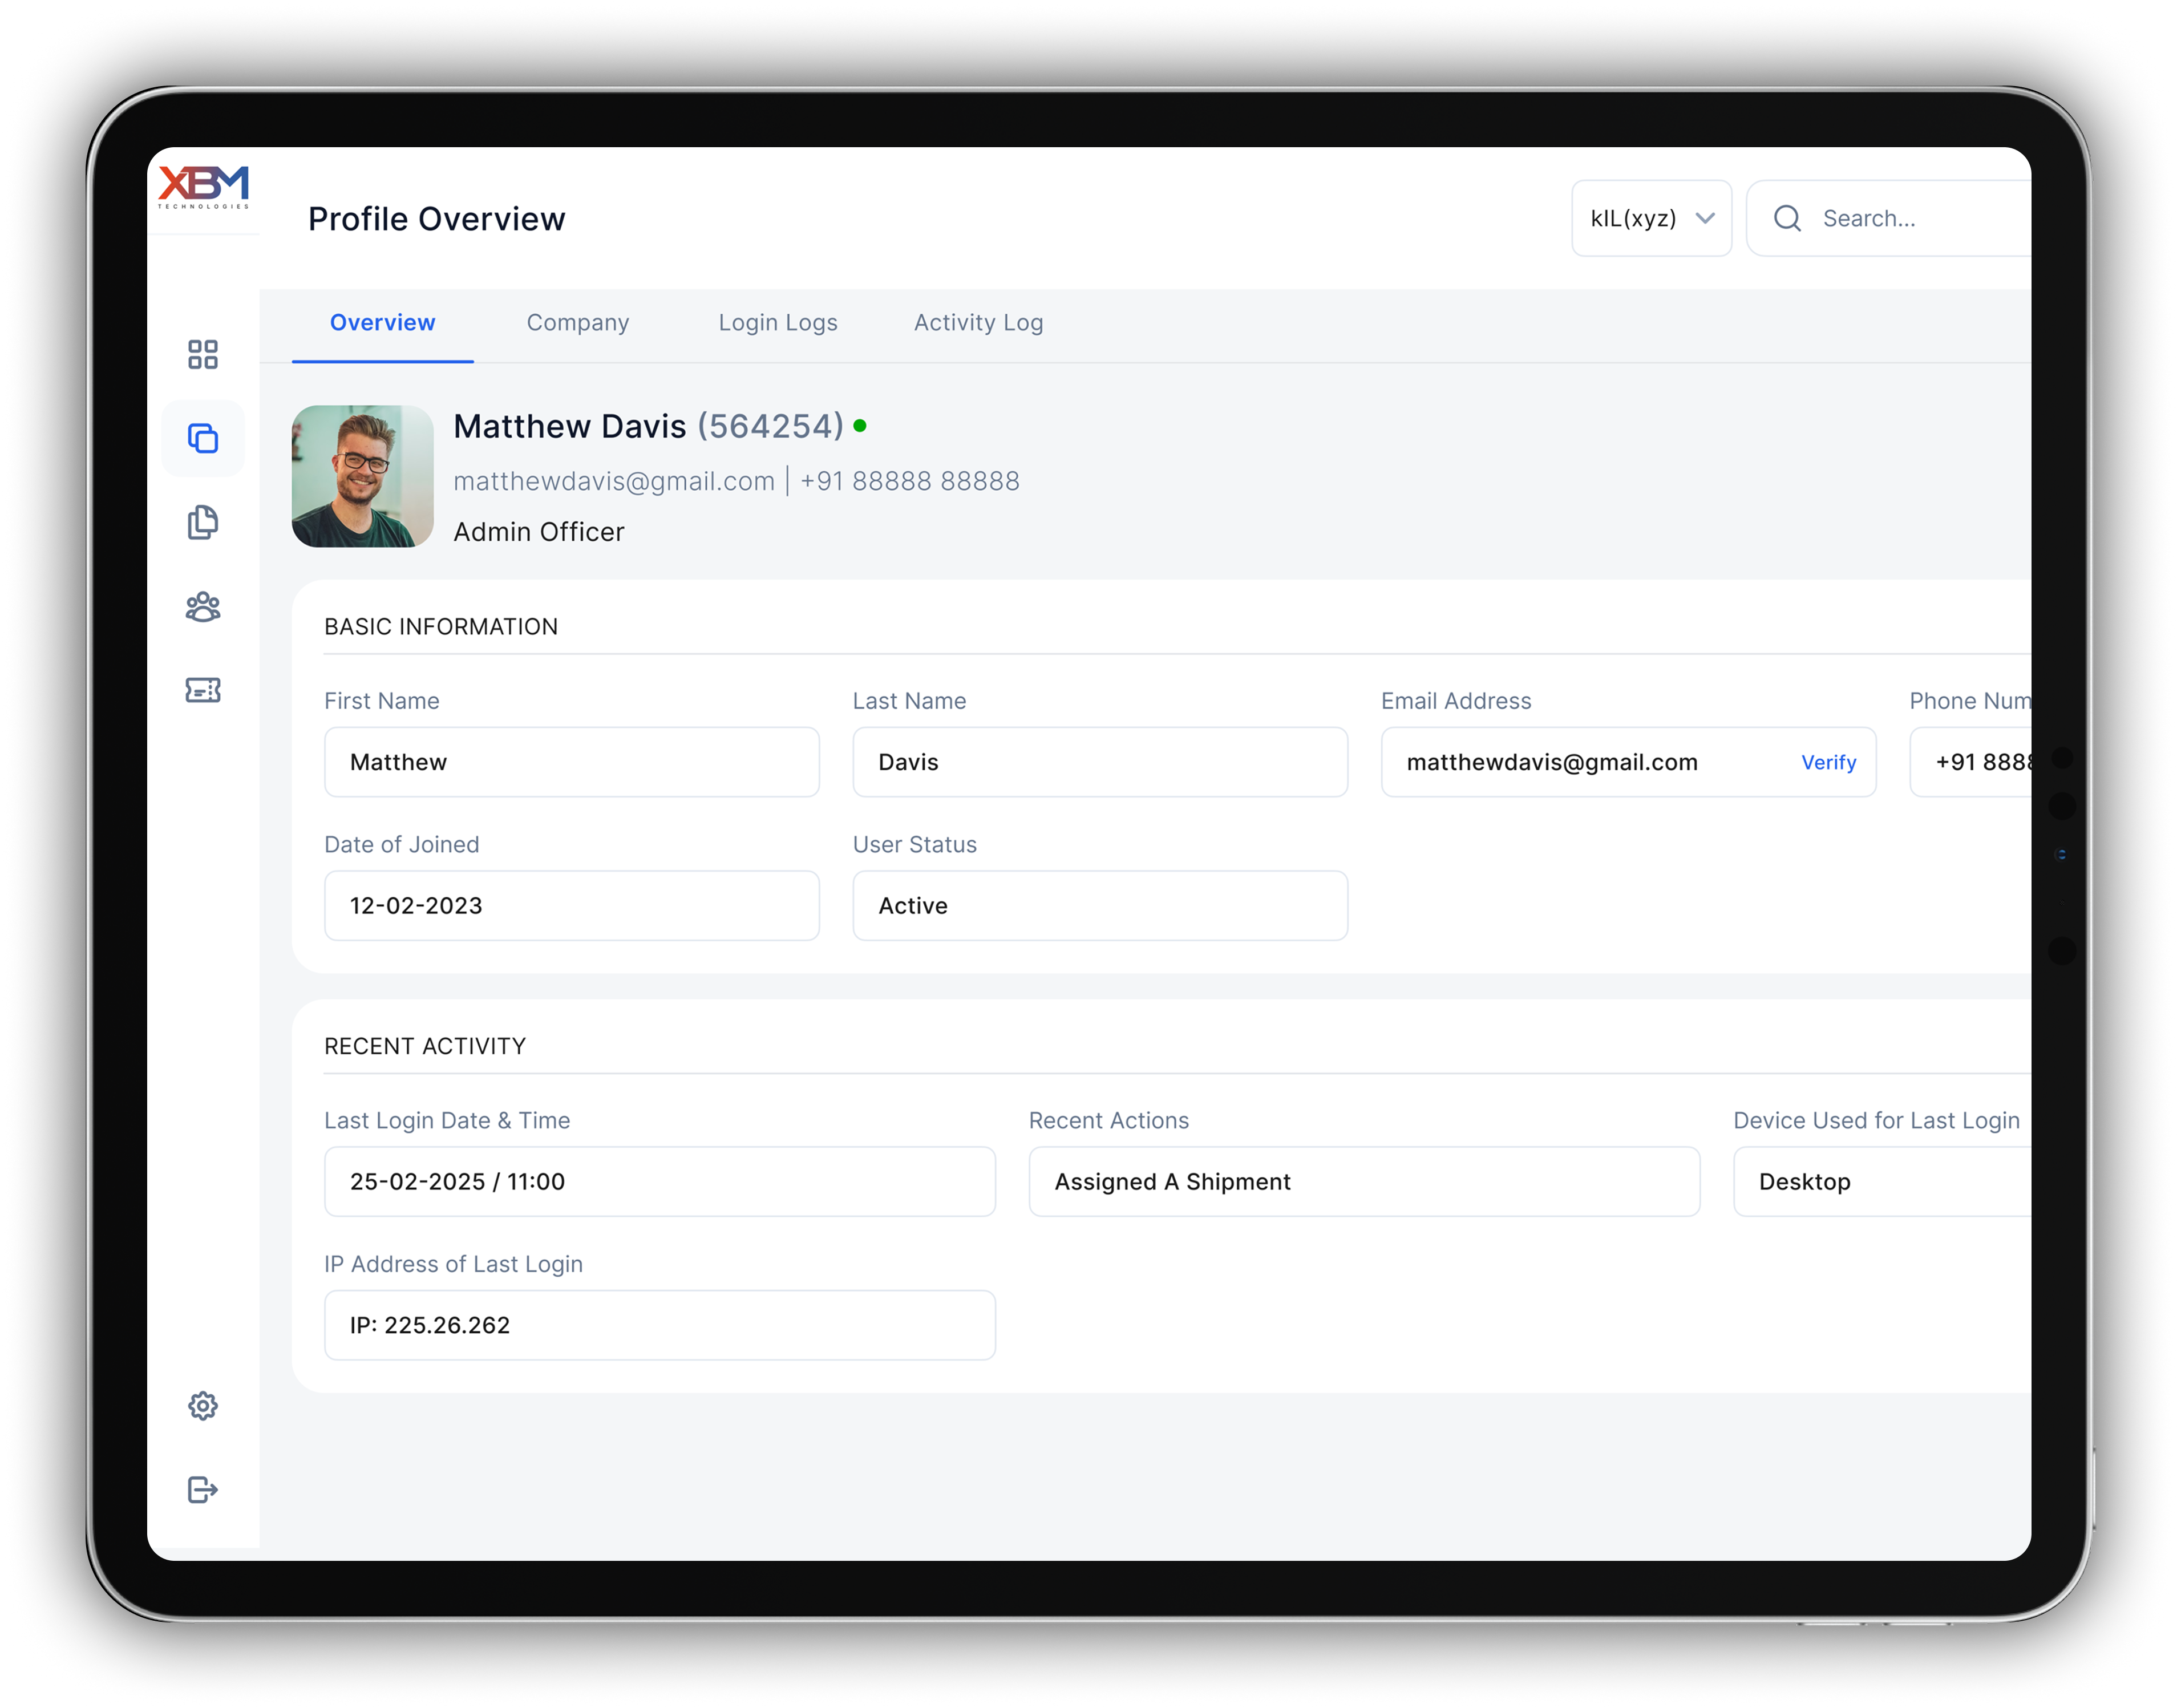 XBM
TECHNOLOGIES
Profile Overview
klL(xyz)
Search...
Overview
Company
Login Logs
Activity Log
Matthew Davis (564254)
matthewdavis@gmail.com | +91 88888 88888
Admin Officer
BASIC INFORMATION
First Name
Last Name
Email Address
Phone Num
Matthew
Davis
matthewdavis@gmail.com
Verify
+91 8888
Date of Joined
User Status
12-02-2023
Active
RECENT ACTIVITY
Last Login Date & Time
Recent Actions
Device Used for Last Login
25-02-2025 / 11:00
Assigned A Shipment
Desktop
IP Address of Last Login
IP: 225.26.262